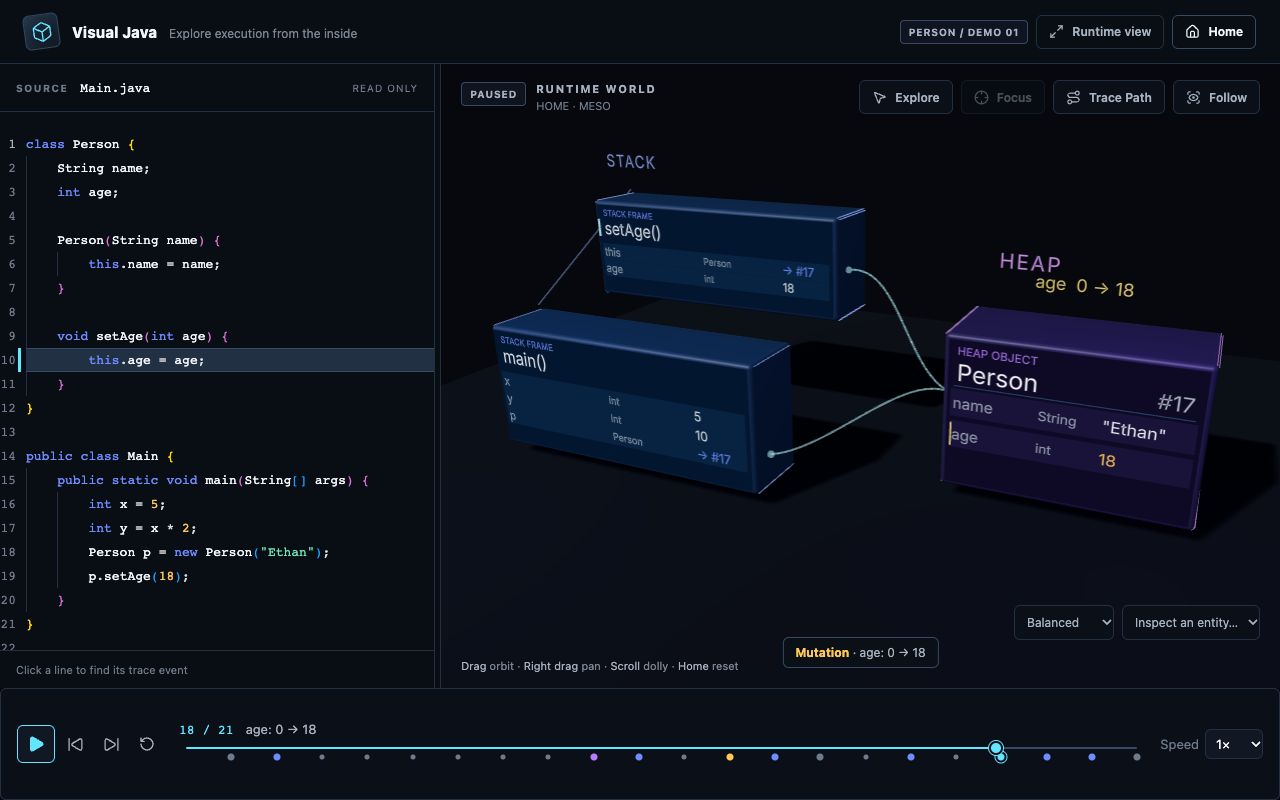 Visual Java Explore execution from the inside
PERSON / DEMO 01 Runtime view Home
SOURCE Main.java READ ONLY
1 class Person {
2 String name;
3 int age;
4
5 Person(String name) {
6 this.name = name;
7 }
8
9 void setAge(int age) {
10 this.age = age;
11 }
12 }
13
14 public class Main {
15 public static void main(String[] args) {
16 int x = 5;
17 int y = x * 2;
18 Person p = new Person("Ethan");
19 p.setAge(18);
20 }
21 }
22
Click a line to find its trace event
PAUSED RUNTIME WORLD
HOME · MESO
Explore Focus Trace Path Follow
STACK
STACK FRAME
setAge()
this Person → #17
age int 18
STACK FRAME
main()
x int 5
y int 10
p Person → #17
HEAP
age 0 → 18
HEAP OBJECT
Person #17
name String "Ethan"
age int 18
Balanced Inspect an entity...
Mutation · age: 0 → 18
Drag orbit · Right drag pan · Scroll dolly · Home reset
18 / 21 age: 0 → 18
Speed 1×